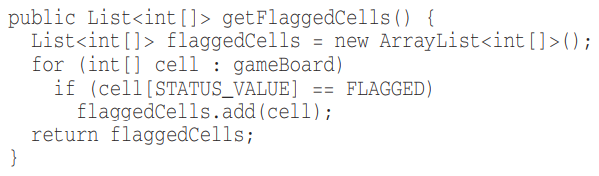 public List<int[]> getFlaggedCells() {
  List<int[]> flaggedCells = new ArrayList<int[]>();
  for (int[] cell : gameBoard)
    if (cell[STATUS_VALUE] == FLAGGED)
      flaggedCells.add(cell);
  return flaggedCells;
}